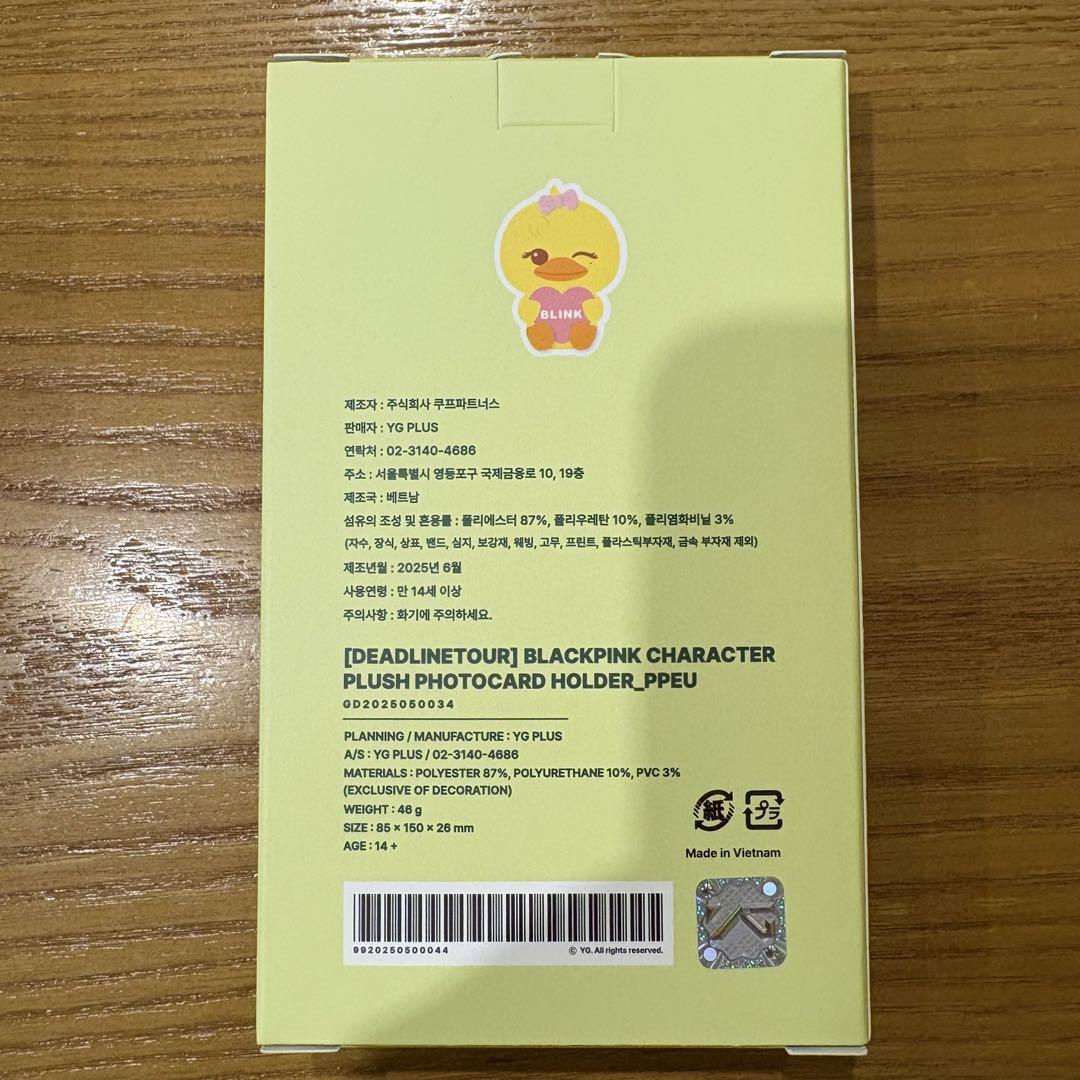 BLINK
제조자 : 주식회사 쿠프파트너스
판매자 : YG PLUS
연락처 : 02-3140-4686
주소 : 서울특별시 영등포구 국제금융로 10, 19층
제조국 : 베트남
섬유의 조성 및 혼용률 : 폴리에스터 87%, 폴리우레탄 10%, 폴리염화비닐 3%
(자수, 장식, 상표, 밴드, 심지, 보강재, 웨빙, 고무, 프린트, 플라스틱부자재, 금속 부자재 제외)
제조년월 : 2025년 6월
사용연령 : 만 14세 이상
주의사항 : 화기에 주의하세요.
[DEADLINETOUR] BLACKPINK CHARACTER
PLUSH PHOTOCARD HOLDER_PPEU
GD2025050034
PLANNING / MANUFACTURE : YG PLUS
A/S : YG PLUS / 02-3140-4686
MATERIALS : POLYESTER 87%, POLYURETHANE 10%, PVC 3%
(EXCLUSIVE OF DECORATION)
WEIGHT : 46 g
SIZE : 85 × 150 × 26 mm
AGE : 14 +
紙 プラ
Made in Vietnam
9920250500044
© YG. All rights reserved.